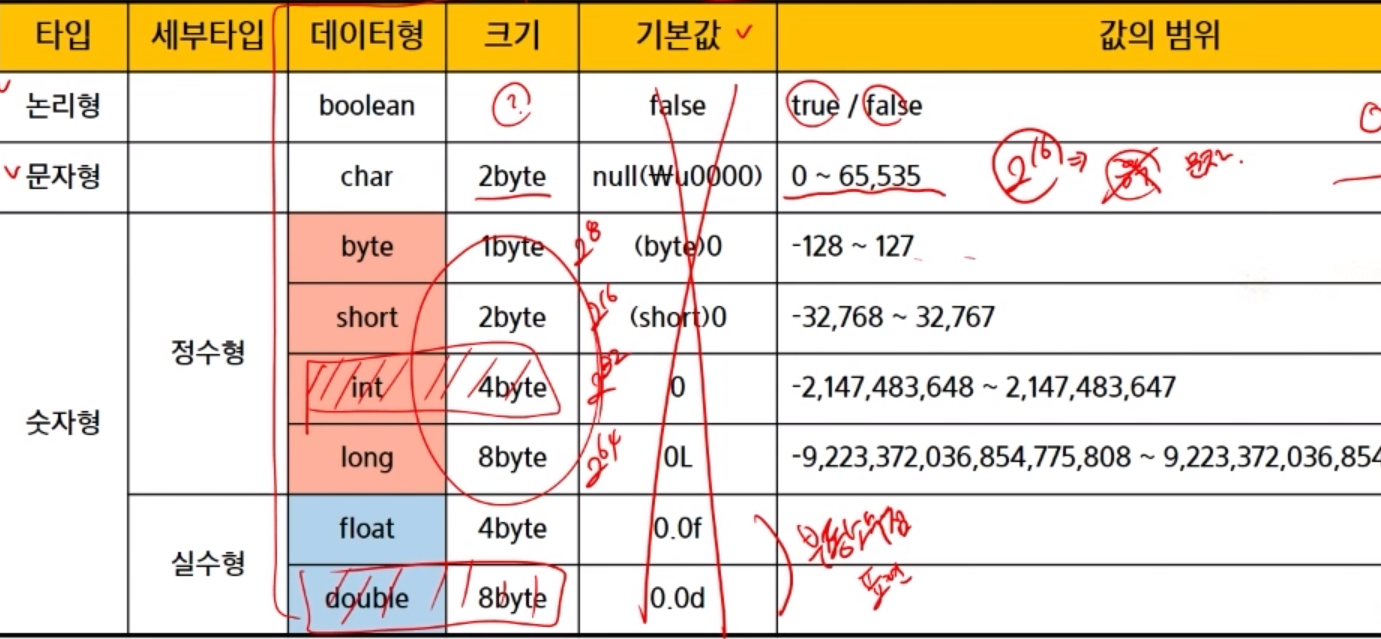 타입 세부타입 데이터형 크기 기본값 값의 범위
논리형 boolean ? false true / false
문자형 char 2byte null(₩u0000) 0 ~ 65,535 2^16 ⇒
byte 1byte 2^8 (byte)0 -128 ~ 127
short 2byte 2^16 (short)0 -32,768 ~ 32,767
정수형
int 4byte 2^32 0 -2,147,483,648 ~ 2,147,483,647
숫자형
long 8byte 2^64 0L -9,223,372,036,854,775,808 ~ 9,223,372,036,854
float 4byte 0.0f 부동소수점
실수형
표현
double 8byte 0.0d